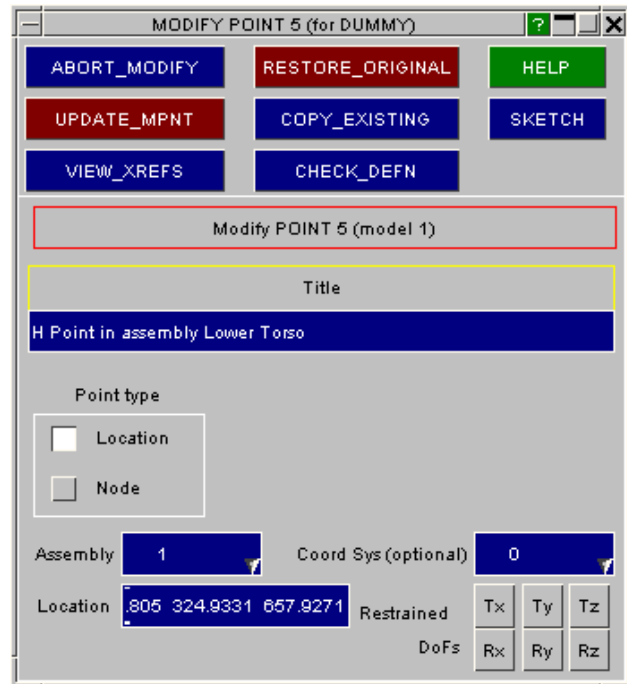 MODIFY POINT 5 (for DUMMY) ?
ABORT_MODIFY RESTORE_ORIGINAL HELP
UPDATE_MPNT COPY_EXISTING SKETCH
VIEW_XREFS CHECK_DEFN
Modify POINT 5 (model 1)
Title
H Point in assembly Lower Torso
Point type
Location
Node
Assembly 1 Coord Sys (optional) 0
Location .805 324.9331 657.9271 Restrained Tx Ty Tz
DoFs Rx Ry Rz